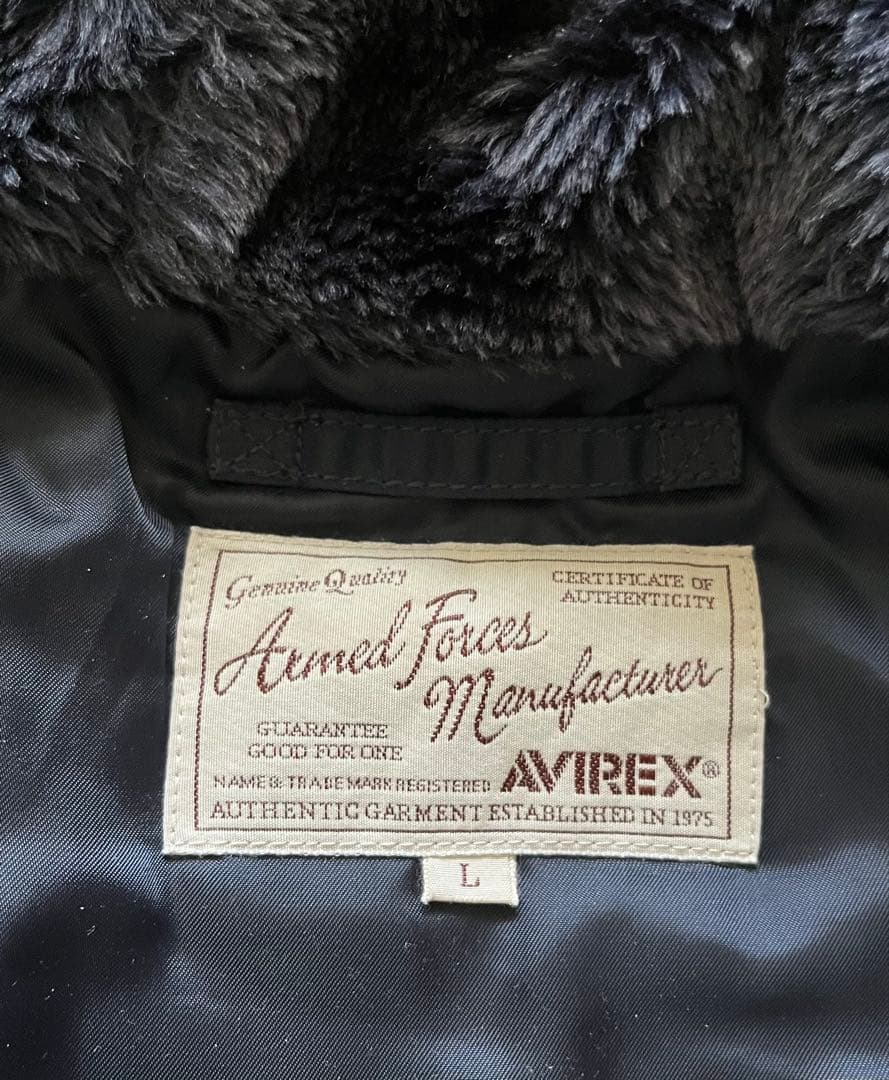 Genuine Quality
CERTIFICATE OF
AUTHENTICITY
Armed Forces
Manufacturer
GUARANTEE
GOOD FOR ONE
NAME & TRADE MARK REGISTERED AVIREX®
AUTHENTIC GARMENT ESTABLISHED IN 1975
L